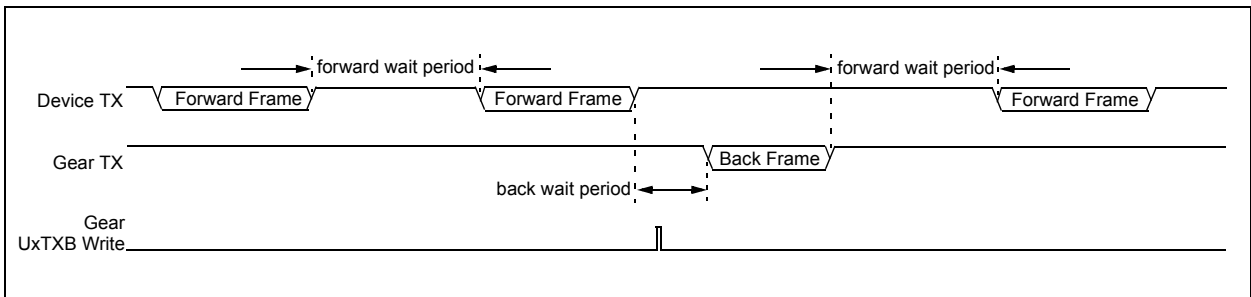 forward wait period
forward wait period
Device TX
Forward Frame
Forward Frame
Forward Frame
Gear TX
Back Frame
back wait period
Gear
UxTXB Write